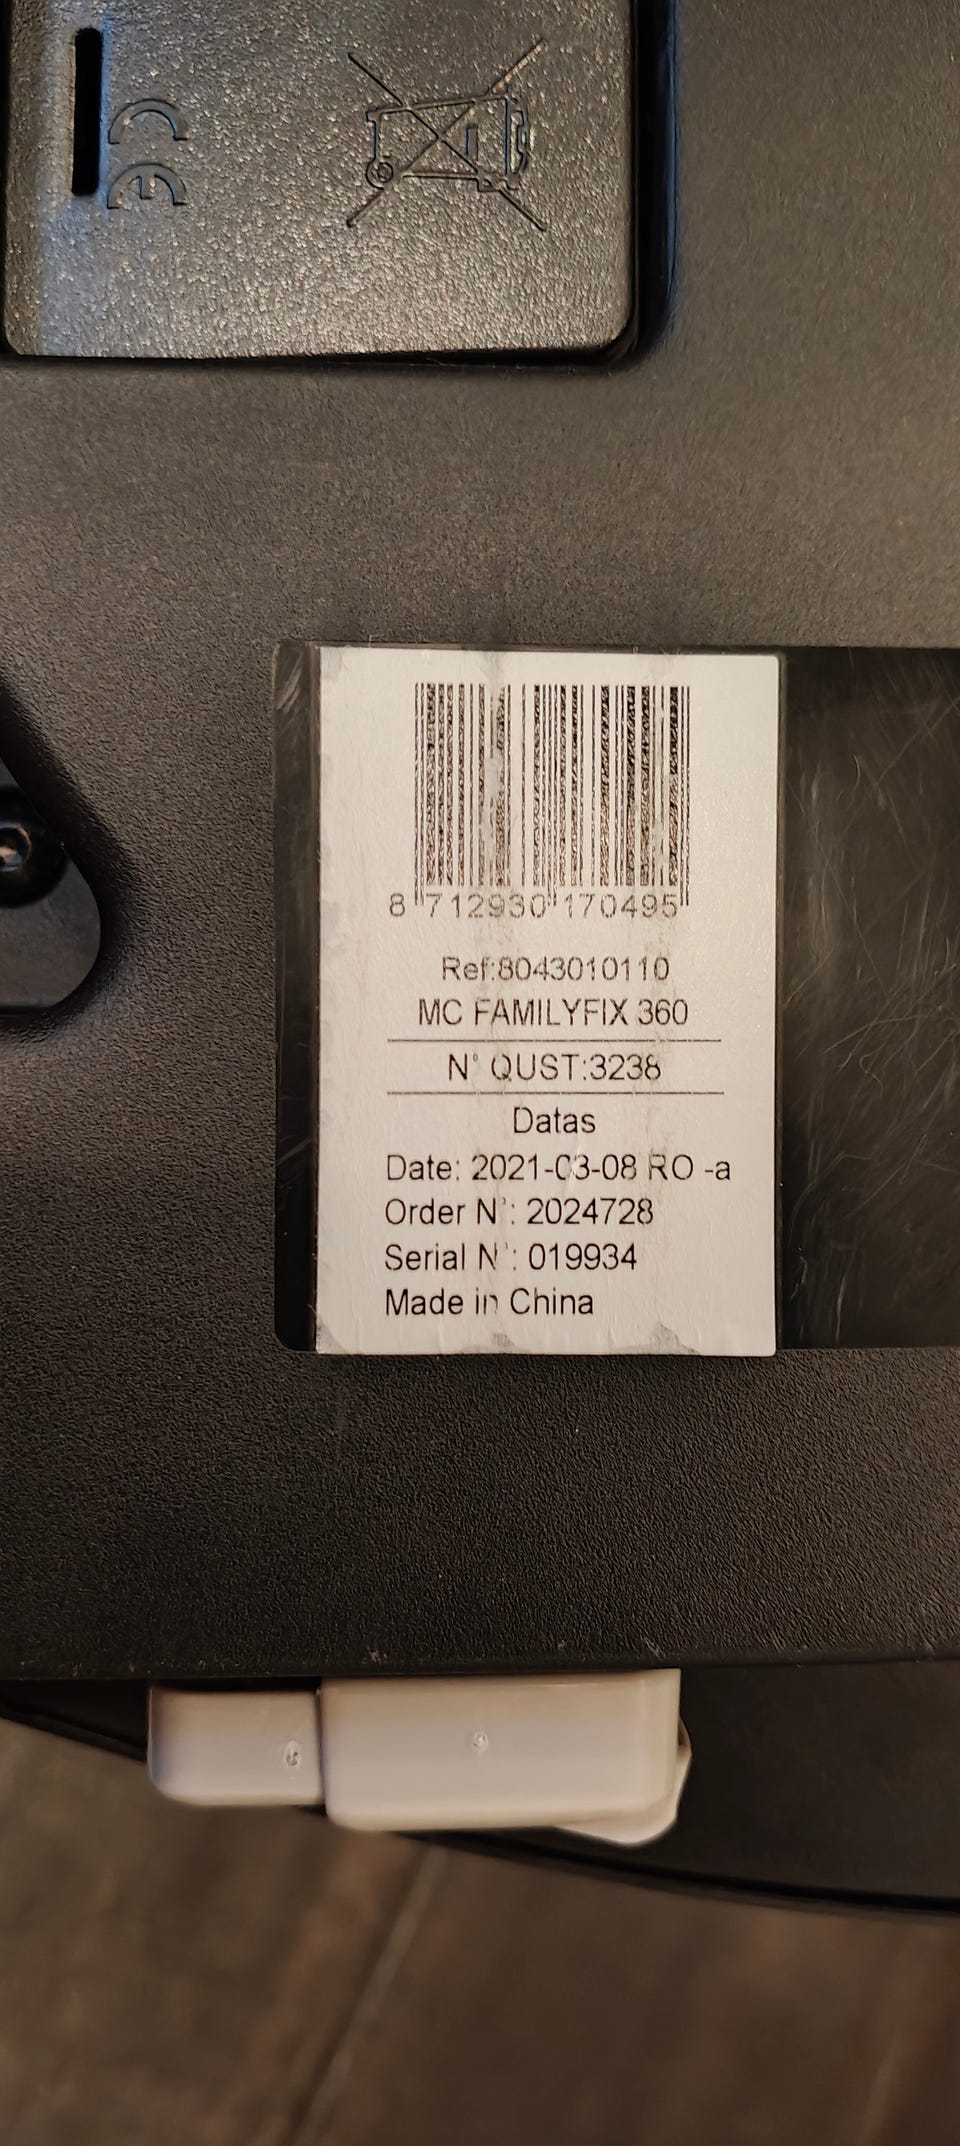 CE
8 712930 170495
Ref:8043010110
MC FAMILYFIX 360
N° QUST:3238
Datas
Date: 2021-03-08 RO -a
Order N°: 2024728
Serial N°: 019934
Made in China